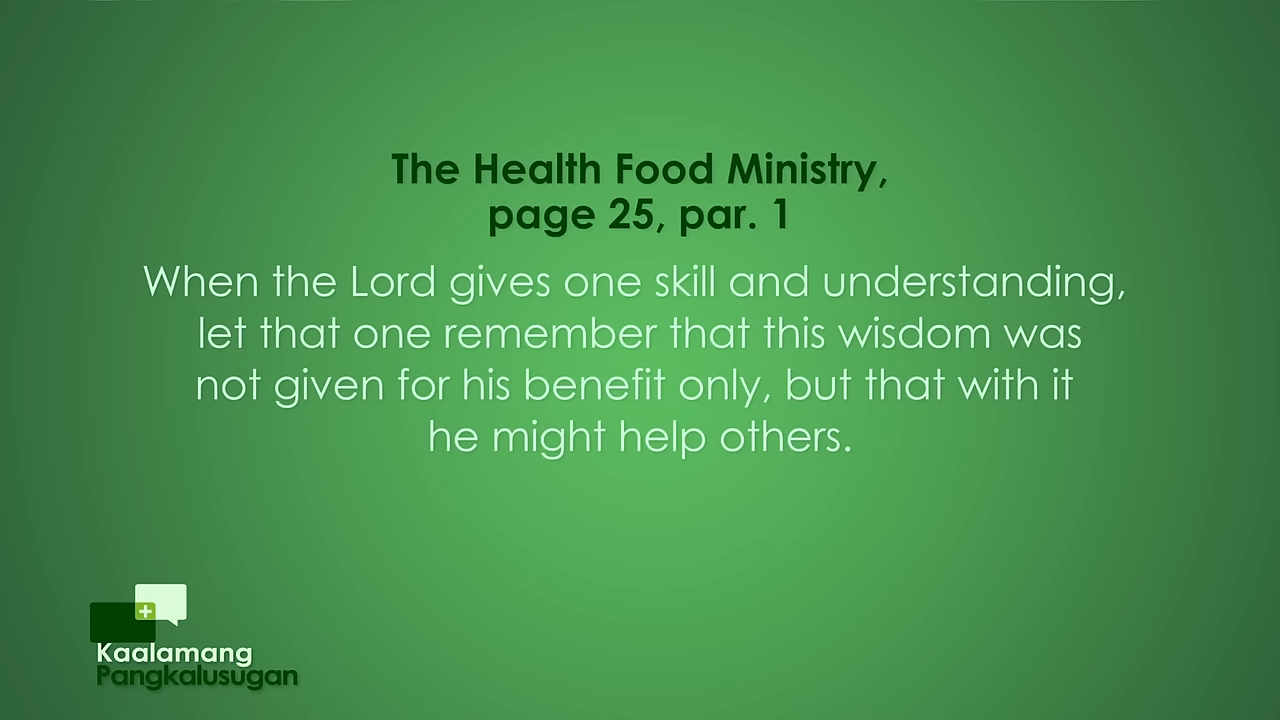 The Health Food Ministry,
page 25, par. 1
When the Lord gives one skill and understanding,
let that one remember that this wisdom was
not given for his benefit only, but that with it
he might help others.
Kaalamang
Pangkalusugan